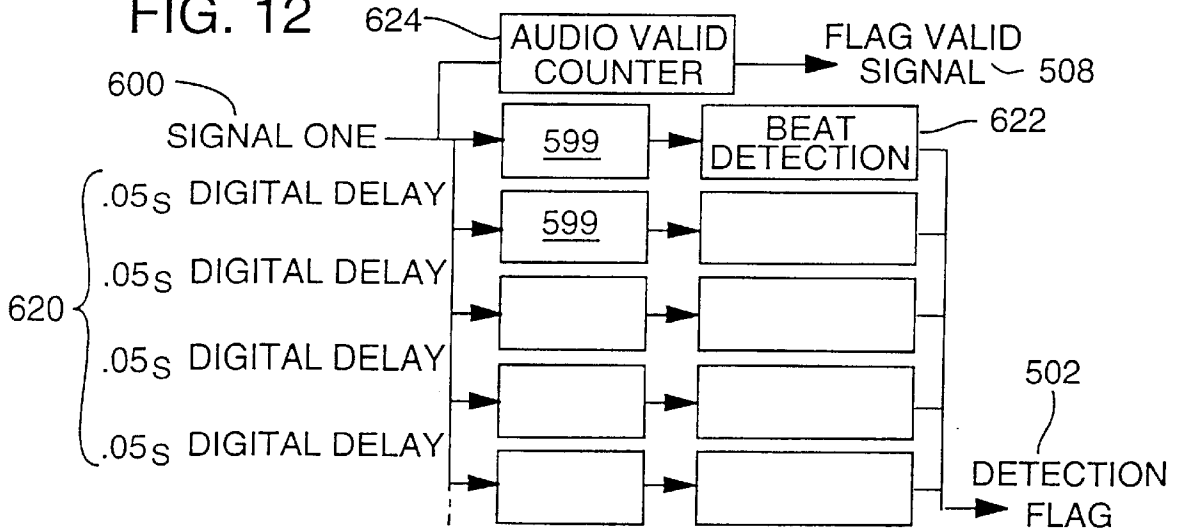 FIG. 12
624
AUDIO VALID
COUNTER
FLAG VALID
SIGNAL
508
600
SIGNAL ONE
599
BEAT
DETECTION
622
.05s DIGITAL DELAY
599
.05s DIGITAL DELAY
620
.05s DIGITAL DELAY
502
.05s DIGITAL DELAY
DETECTION
FLAG